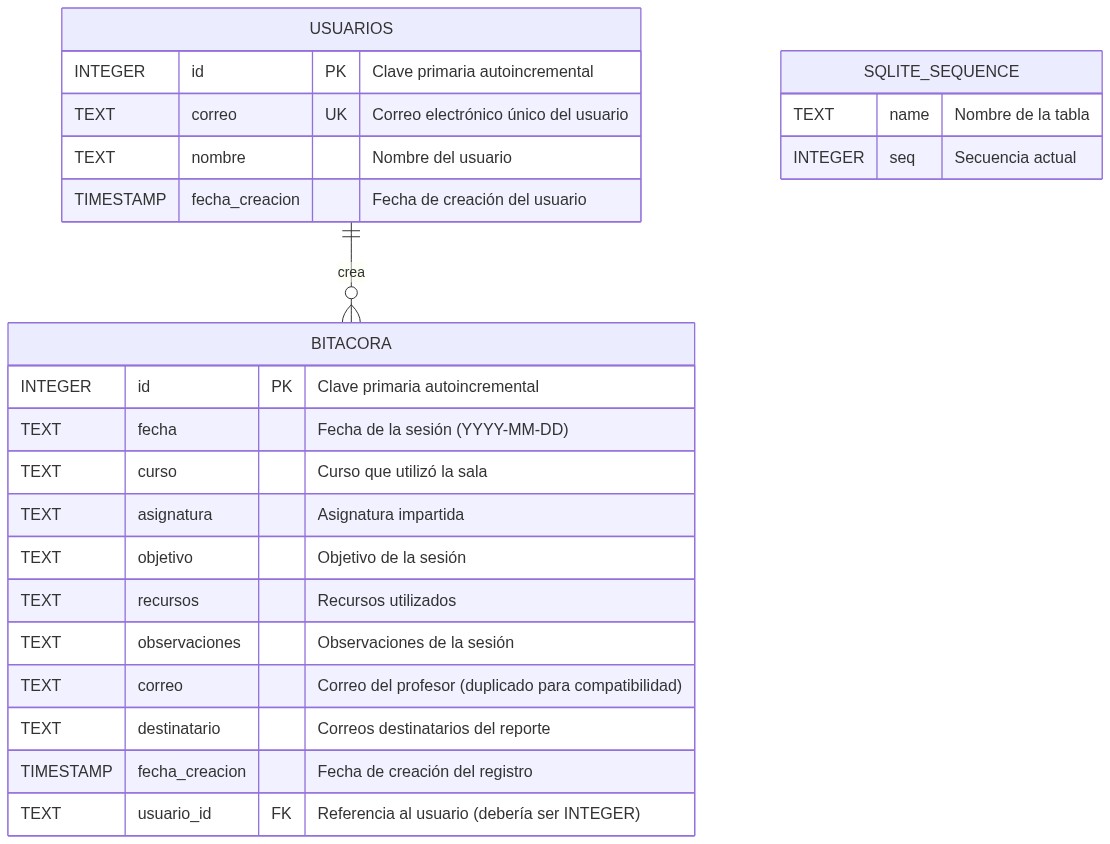 USUARIOS
INTEGER id PK Clave primaria autoincremental
TEXT correo UK Correo electrónico único del usuario
TEXT nombre Nombre del usuario
TIMESTAMP fecha_creacion Fecha de creación del usuario
SQLITE_SEQUENCE
TEXT name Nombre de la tabla
INTEGER seq Secuencia actual
crea
BITACORA
INTEGER id PK Clave primaria autoincremental
TEXT fecha Fecha de la sesión (YYYY-MM-DD)
TEXT curso Curso que utilizó la sala
TEXT asignatura Asignatura impartida
TEXT objetivo Objetivo de la sesión
TEXT recursos Recursos utilizados
TEXT observaciones Observaciones de la sesión
TEXT correo Correo del profesor (duplicado para compatibilidad)
TEXT destinatario Correos destinatarios del reporte
TIMESTAMP fecha_creacion Fecha de creación del registro
TEXT usuario_id FK Referencia al usuario (debería ser INTEGER)